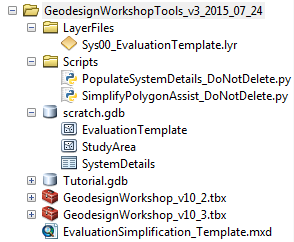 GeodesignWorkshopTools_v3_2015_07_24
LayerFiles
Sys00_EvaluationTemplate.lyr
Scripts
PopulateSystemDetails_DoNotDelete.py
SimplifyPolygonAssist_DoNotDelete.py
scratch.gdb
EvaluationTemplate
StudyArea
SystemDetails
Tutorial.gdb
GeodesignWorkshop_v10_2.tbx
GeodesignWorkshop_v10_3.tbx
EvaluationSimplification_Template.mxd